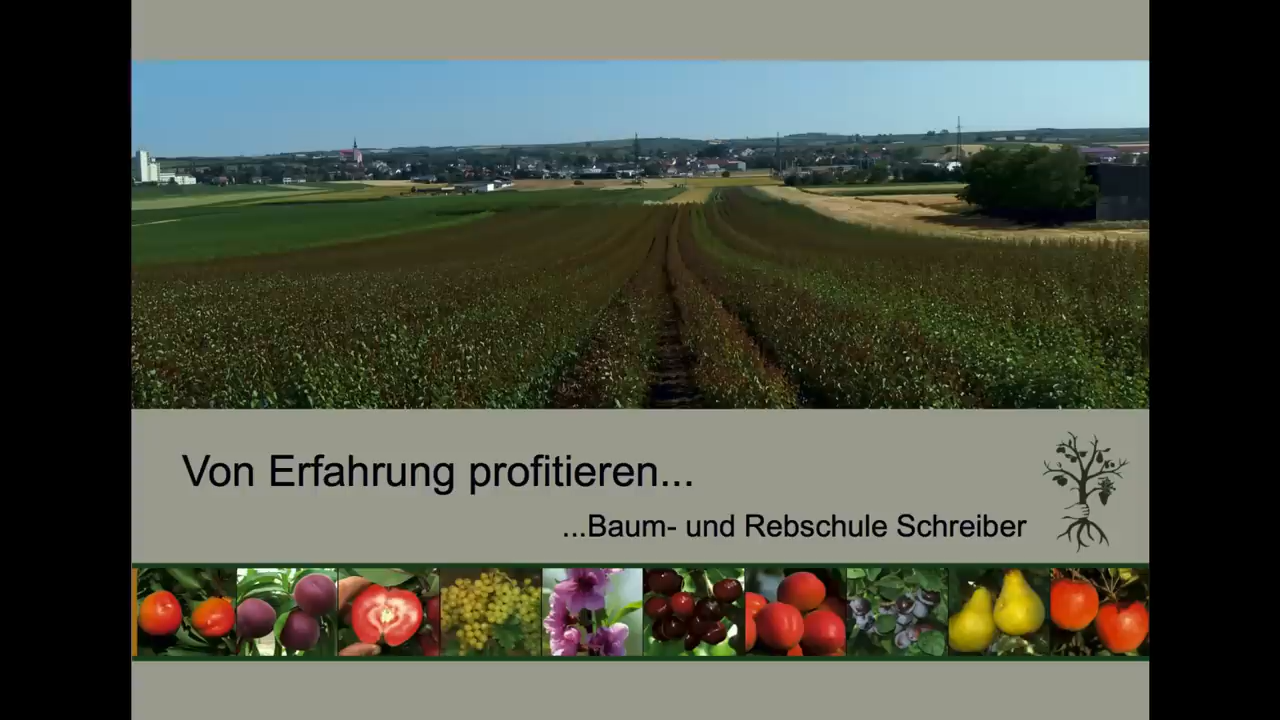 Von Erfahrung profitieren...
...Baum- und Rebschule Schreiber